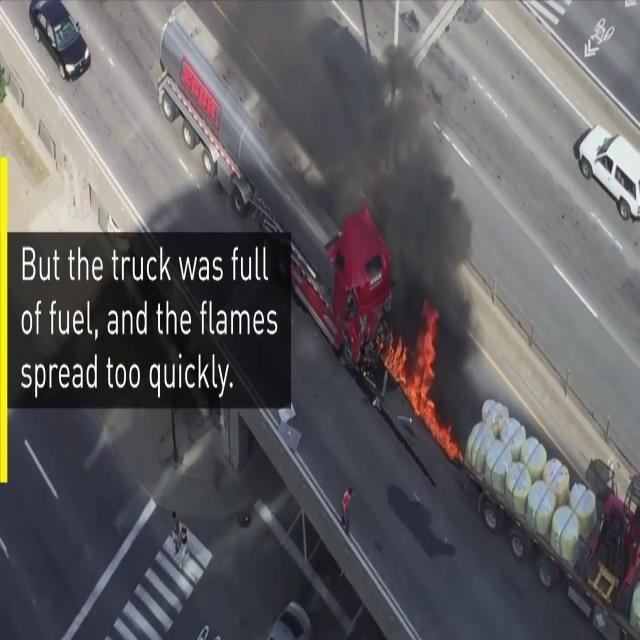 But the truck was full
of fuel, and the flames
spread too quickly.